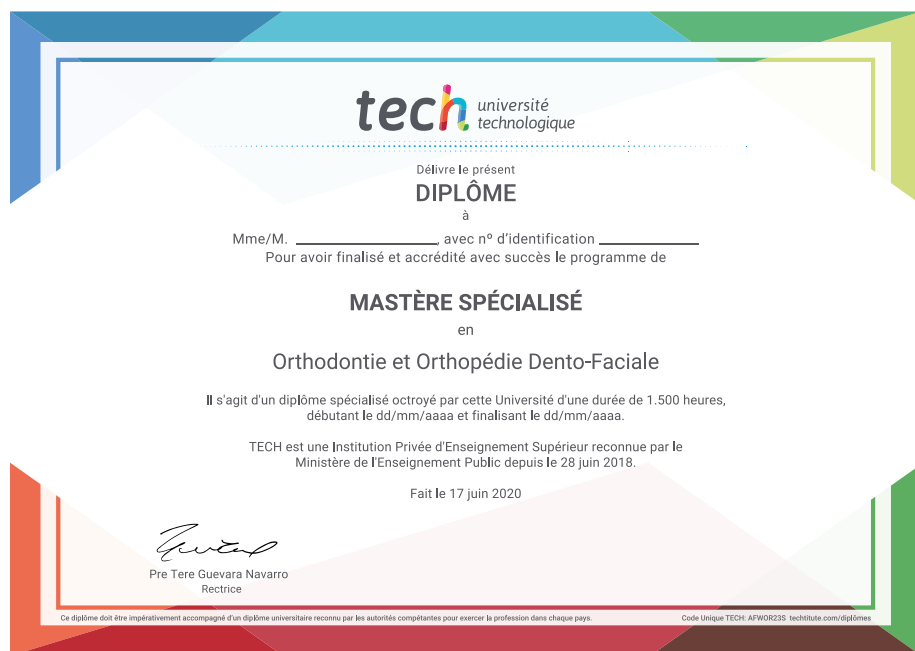 tech université
technologique
Délivre le présent
DIPLÔME
à
Mme/M. ____________________, avec nº d'identification ______________
Pour avoir finalisé et accrédité avec succès le programme de
MASTÈRE SPÉCIALISÉ
en
Orthodontie et Orthopédie Dento-Faciale
Il s'agit d'un diplôme spécialisé octroyé par cette Université d'une durée de 1.500 heures,
débutant le dd/mm/aaaa et finalisant le dd/mm/aaaa.
TECH est une Institution Privée d'Enseignement Supérieur reconnue par le
Ministère de l'Enseignement Public depuis le 28 juin 2018.
Fait le 17 juin 2020
Pre Tere Guevara Navarro
Rectrice
Ce diplôme doit être impérativement accompagné d'un diplôme universitaire reconnu par les autorités compétantes pour exercer la profession dans chaque pays.
Code Unique TECH: AFWOR23S techtitute.com/diplômes